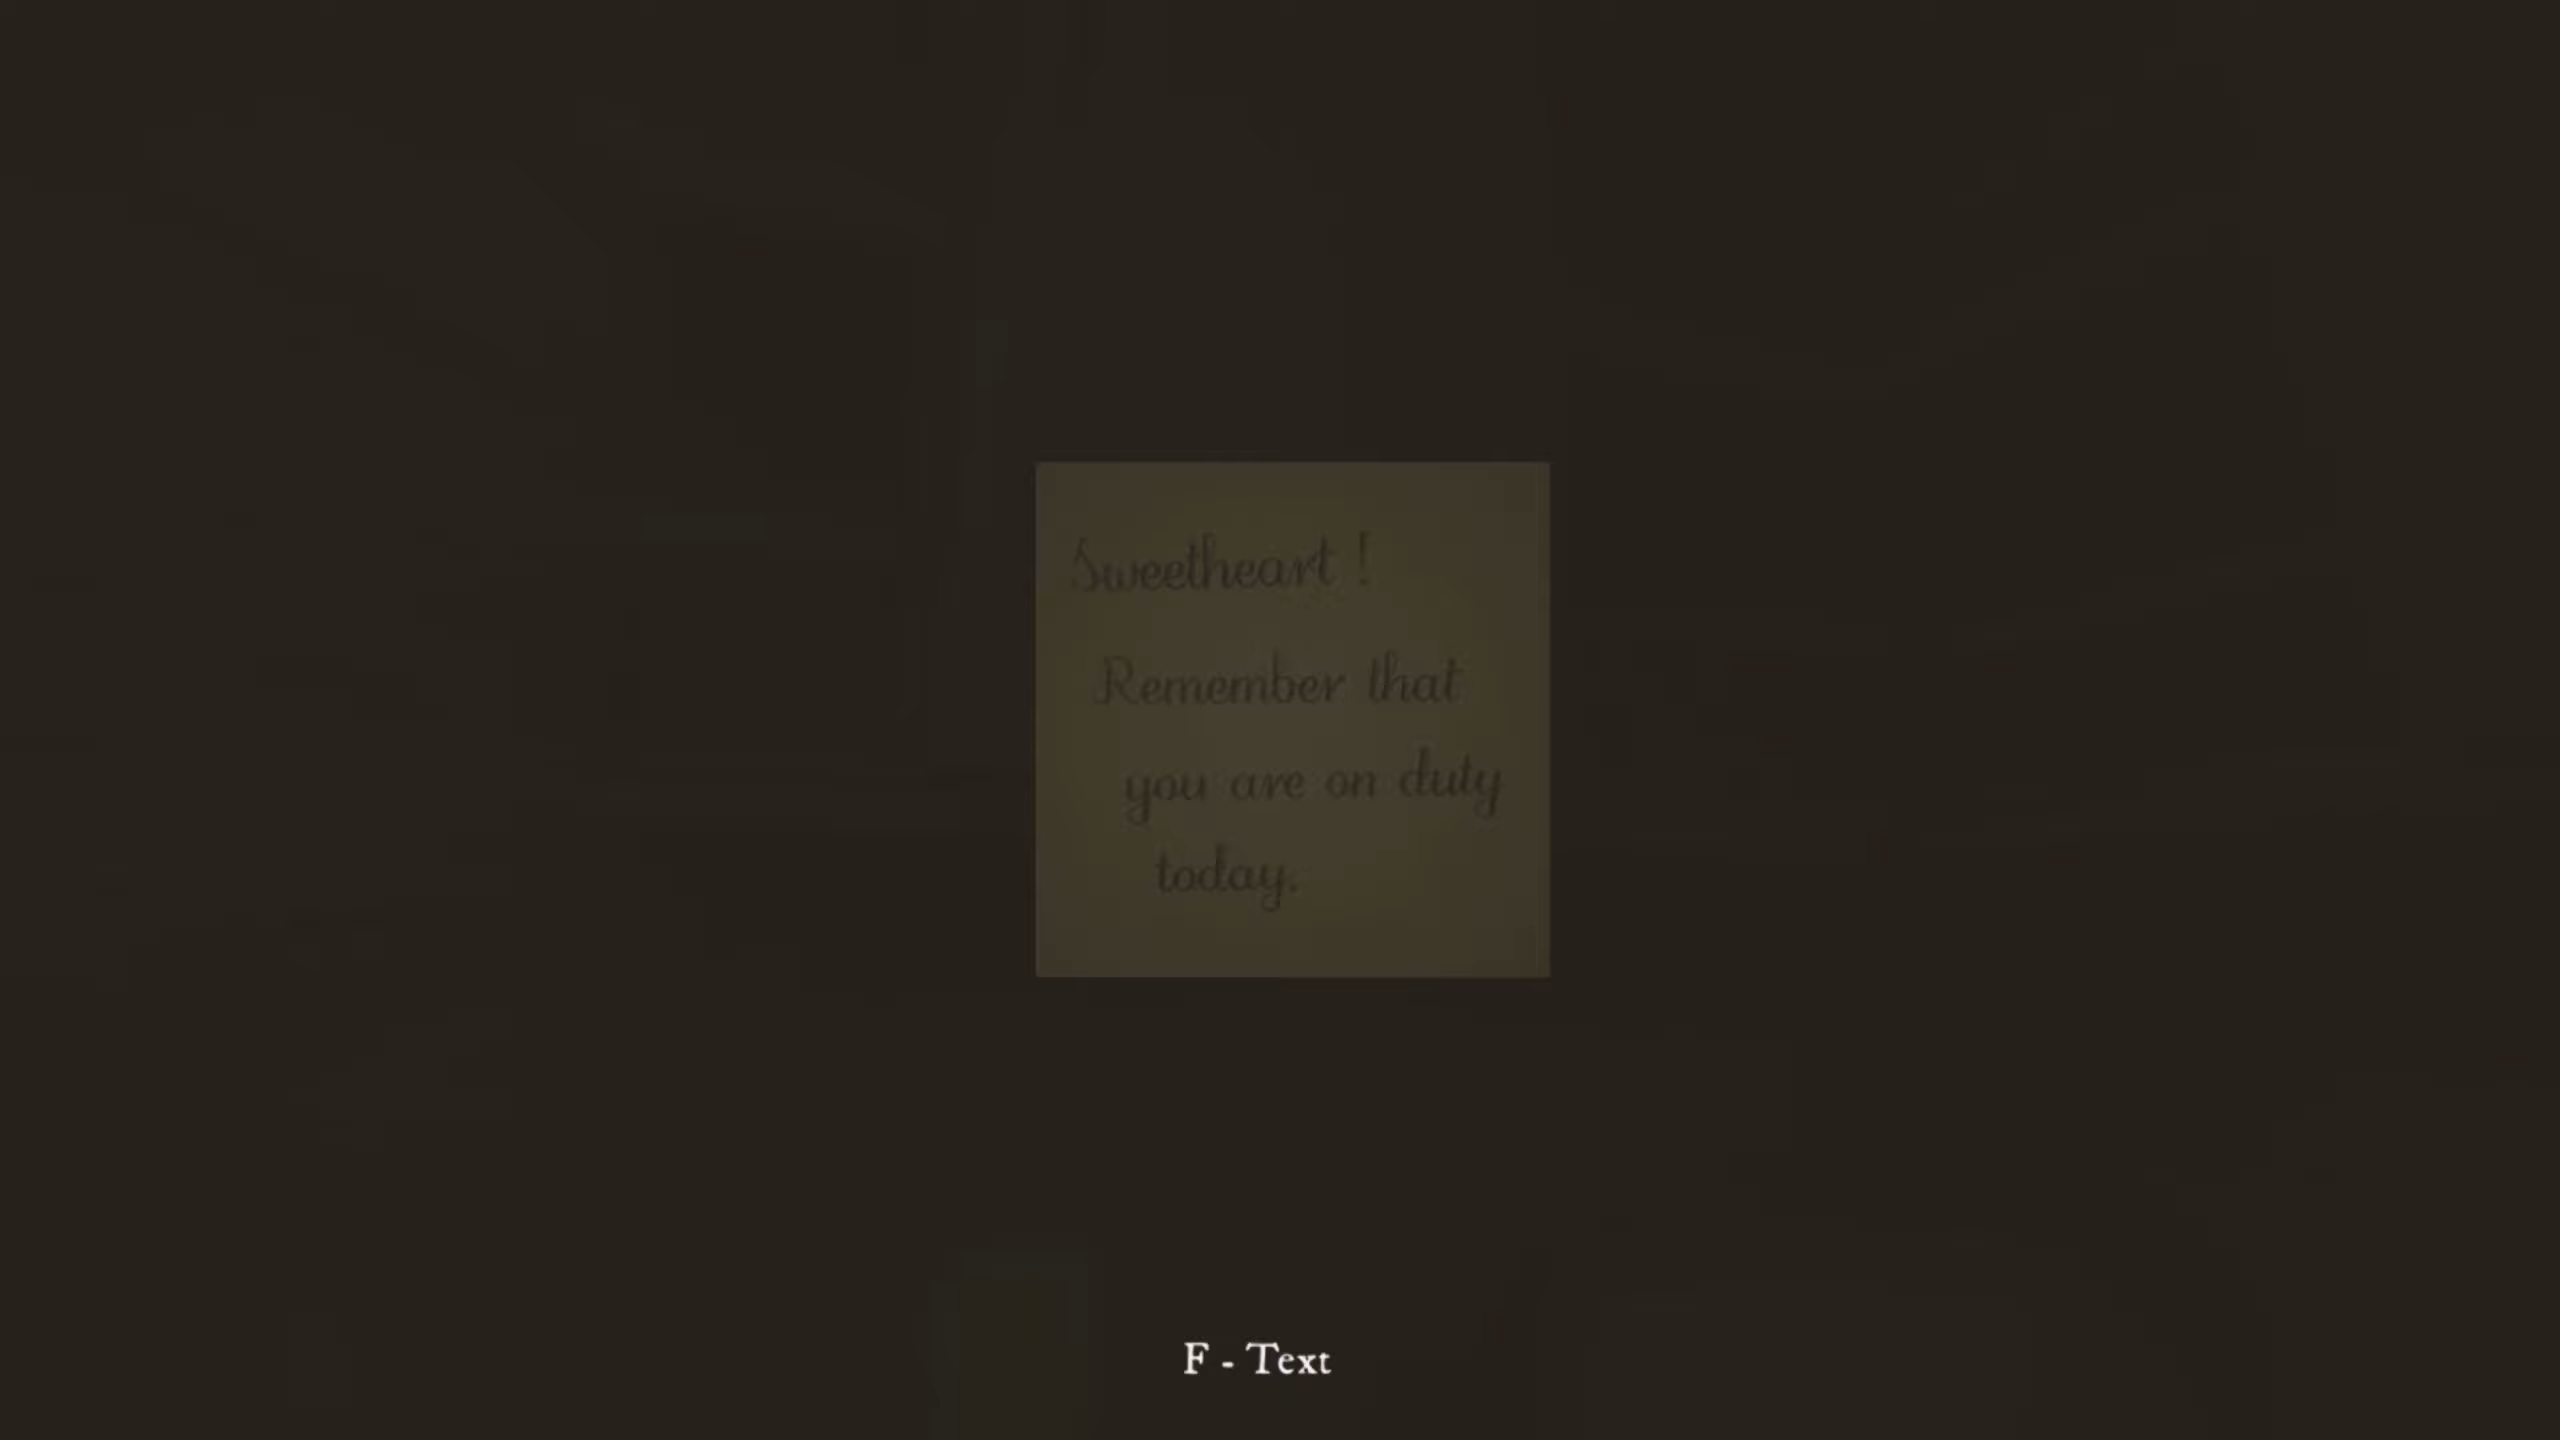 Sweetheart !
Remember that
you are on duty
today.
F - Text